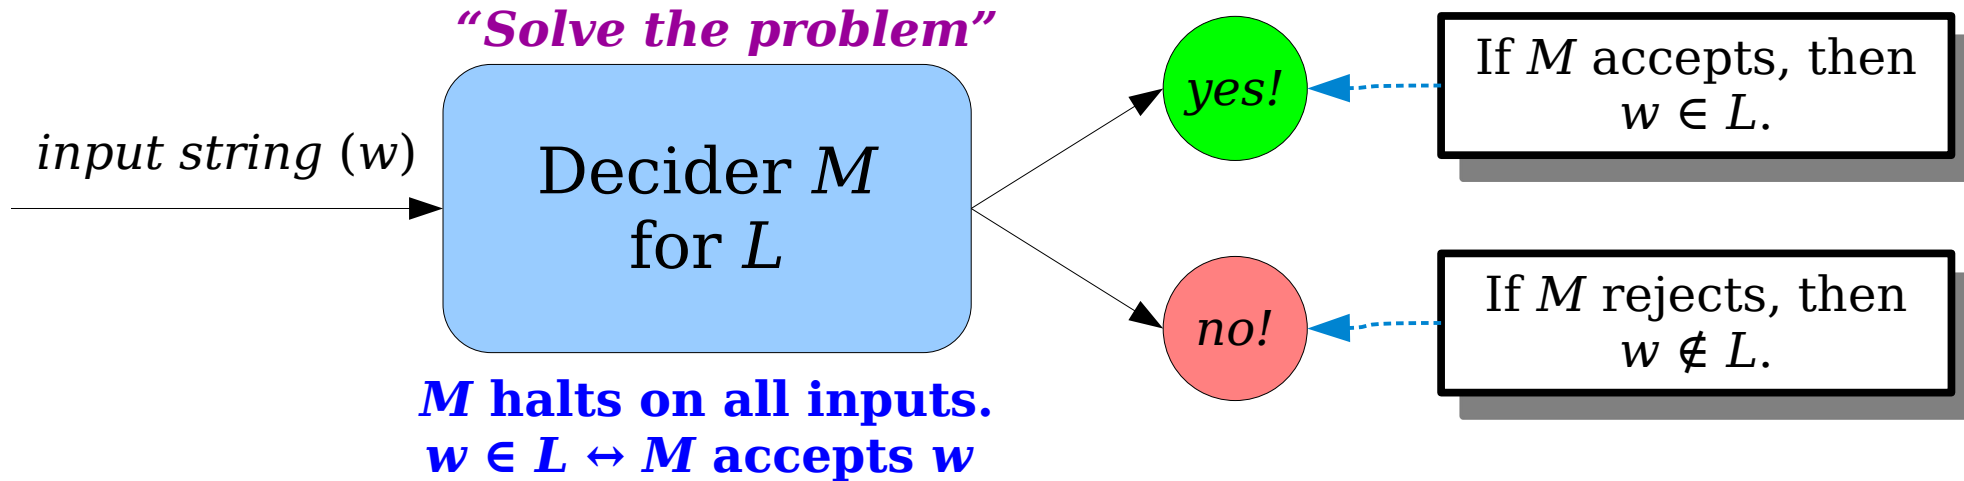 “Solve the problem”
input string (w)
Decider M
for L
M halts on all inputs.
w ∈ L ↔ M accepts w
yes!
no!
If M accepts, then
w ∈ L.
If M rejects, then
w ∉ L.